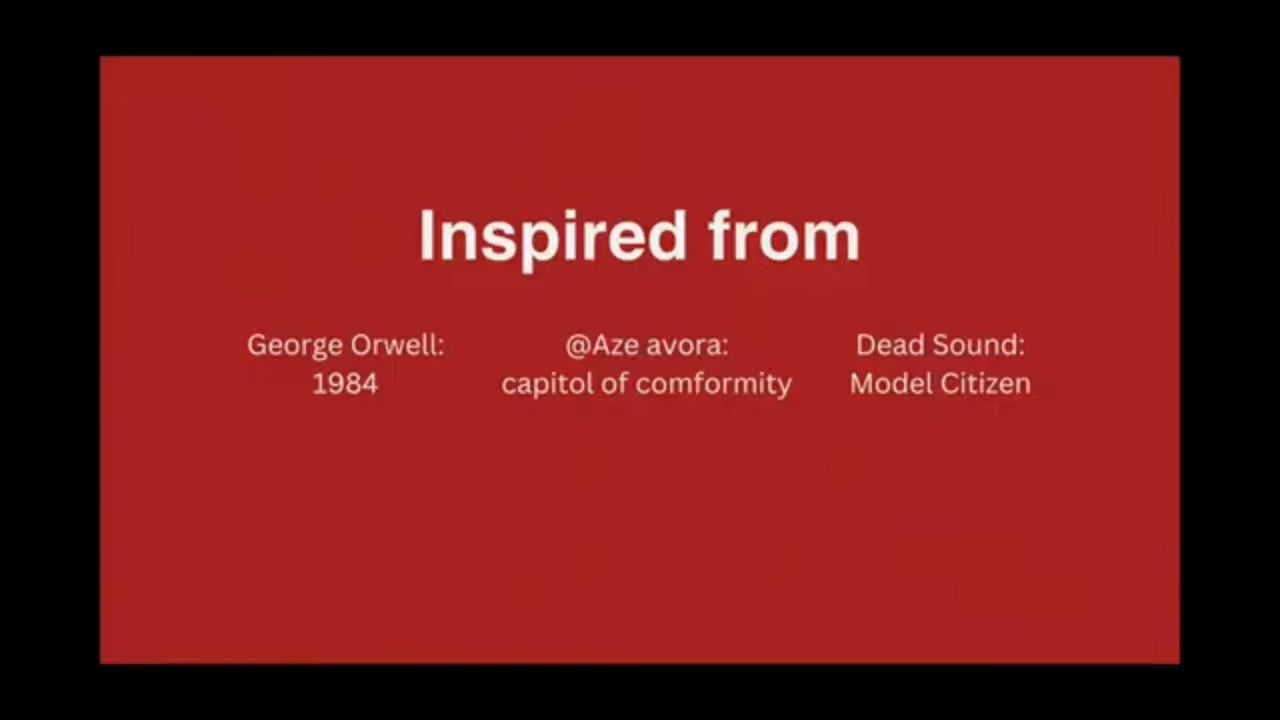 Inspired from
George Orwell:
1984
@Aze avora:
capitol of comformity
Dead Sound:
Model Citizen